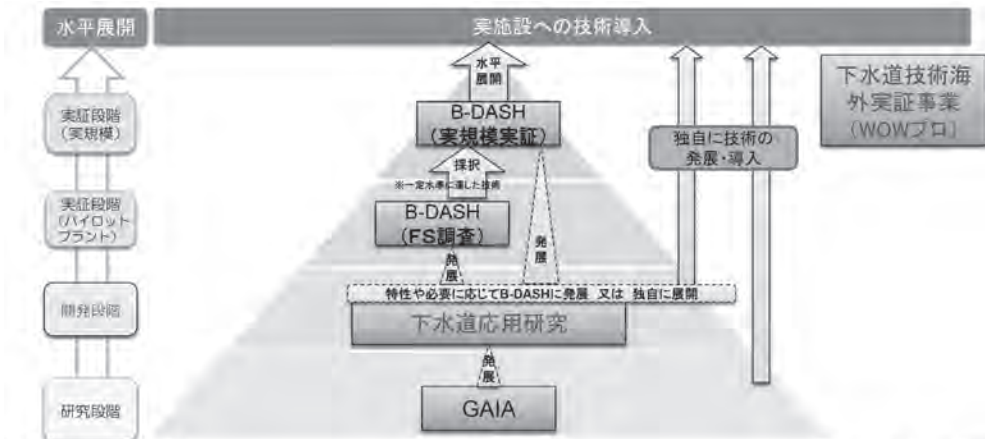 水平展開
実施設への技術導入
実証段階
(実規模)
実証段階
(パイロット
プラント)
開発段階
研究段階
水平
展開
B-DASH
(実規模実証)
採択
※一定水準に達した技術
B-DASH
(FS調査)
発展
発展
特性や必要に応じてB-DASHに発展 又は 独自に展開
下水道応用研究
発展
GAIA
独自に技術の
発展・導入
下水道技術海
外実証事業
(WOWプロ)